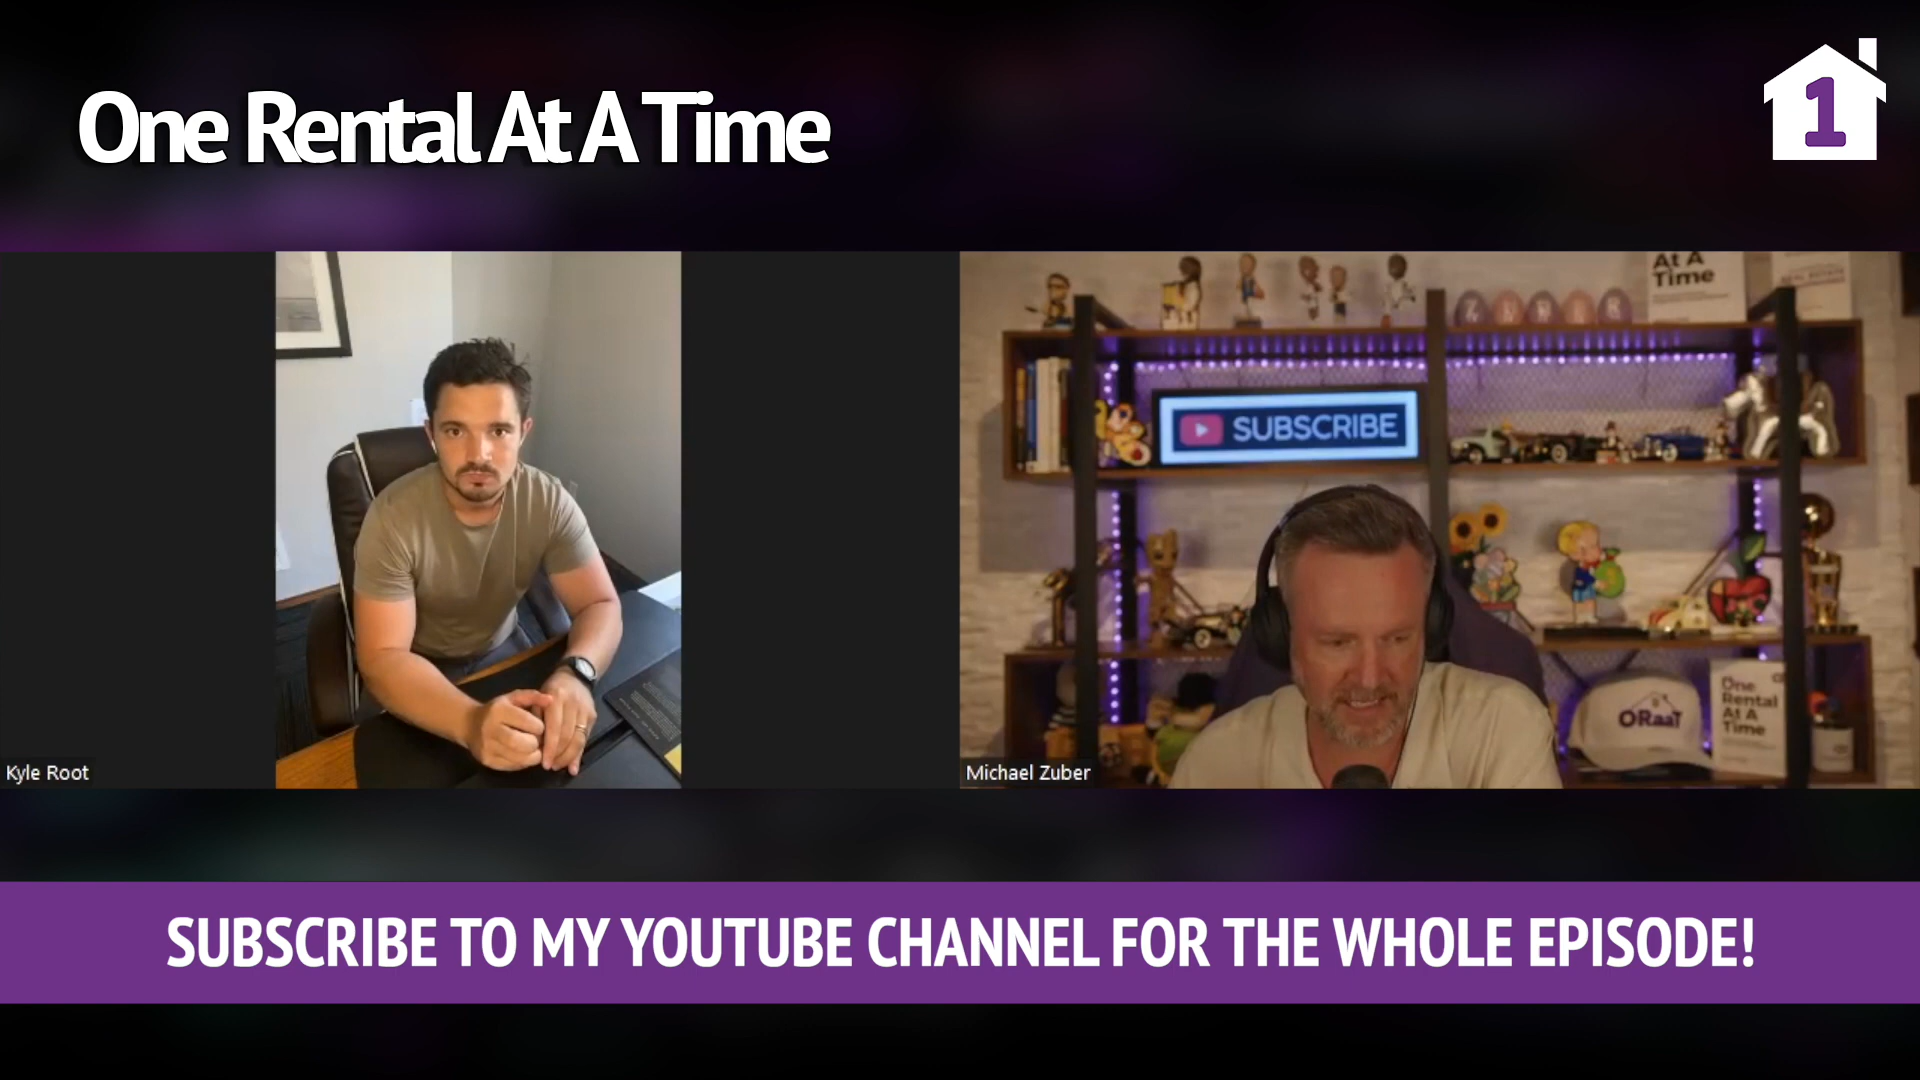 One Rental At A Time
1
At A
Time
SUBSCRIBE
ORaaT
One
Rental
At A
Time
Kyle Root
Michael Zuber
SUBSCRIBE TO MY YOUTUBE CHANNEL FOR THE WHOLE EPISODE!